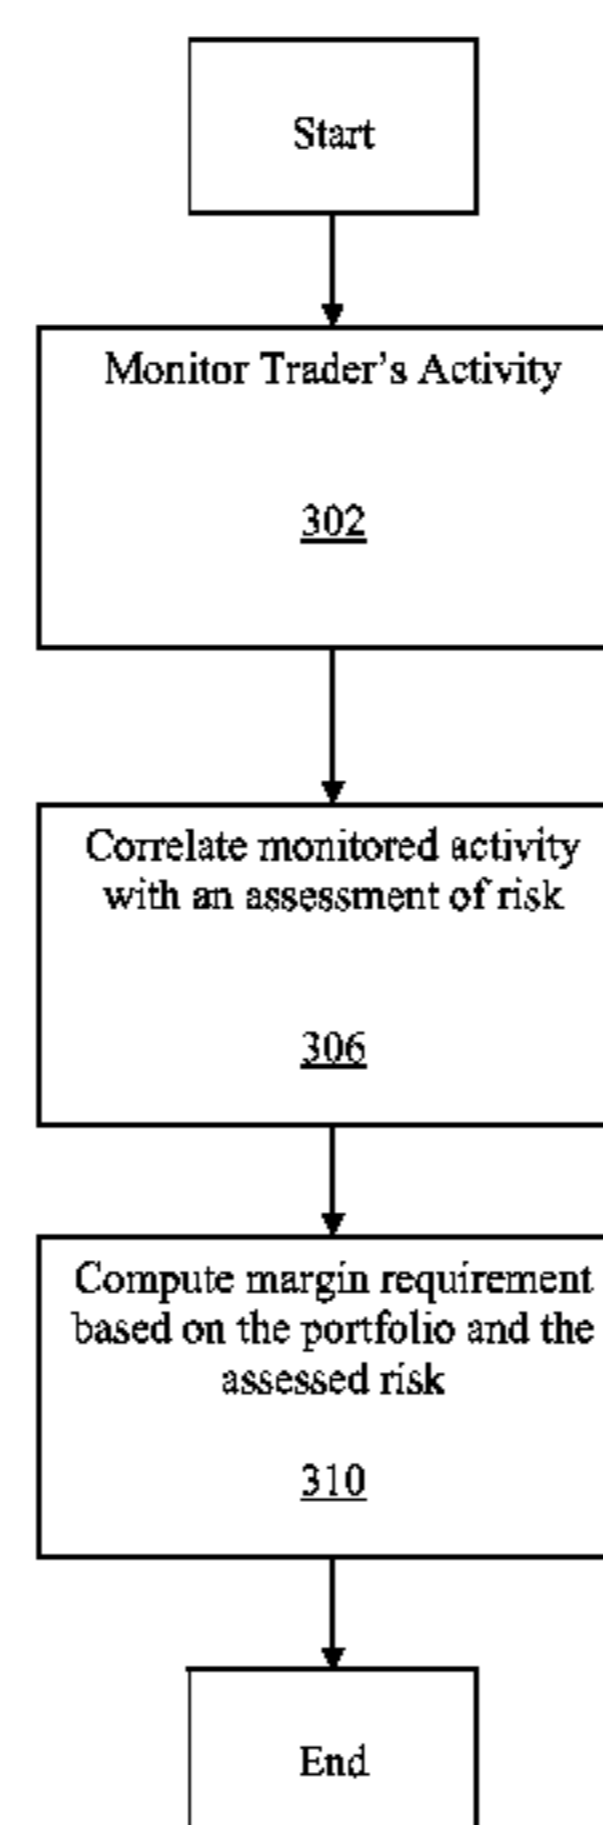 Start
Monitor Trader's Activity
302
Correlate monitored activity
with an assessment of risk
306
Compute margin requirement
based on the portfolio and the
assessed risk
310
End